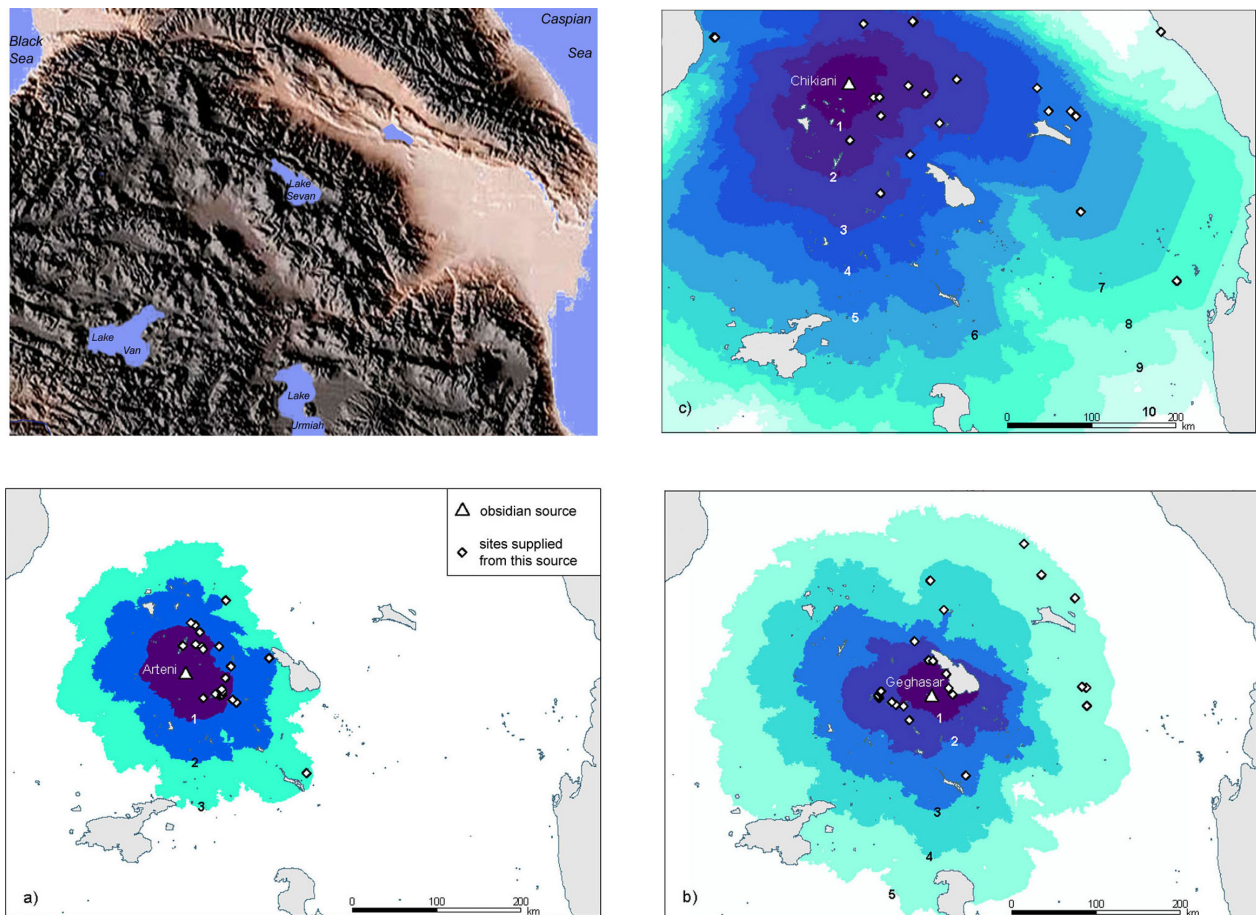 Black
Sea
Caspian
Sea
Lake
Sevan
Lake
Van
Lake
Urmiah
Chikiani
1
2
3
4
5
6
7
8
9
10
c)
0 100 200
km
obsidian source
sites supplied
from this source
Arteni
1
2
3
a)
0 100 200
km
Geghasar
1
2
3
4
5
b)
0 100 200
km